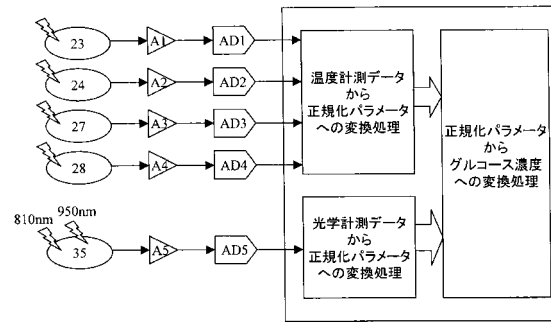 23 A1 AD1
24 A2 AD2
27 A3 AD3
28 A4 AD4
810nm 950nm
35 A5 AD5
温度計測データ
から
正規化パラメータ
への変換処理
光学計測データ
から
正規化パラメータ
への変換処理
正規化パラメータ
から
グルコース濃度
への変換処理